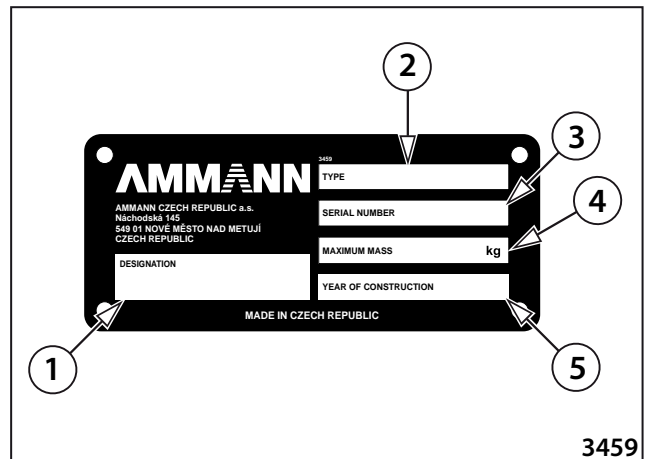 2
3
4
1
5
3459
AMMANN
AMMANN CZECH REPUBLIC a.s.
Náchodská 145
549 01 NOVÉ MĚSTO NAD METUJÍ
CZECH REPUBLIC
DESIGNATION
TYPE
SERIAL NUMBER
MAXIMUM MASS kg
YEAR OF CONSTRUCTION
MADE IN CZECH REPUBLIC
3459